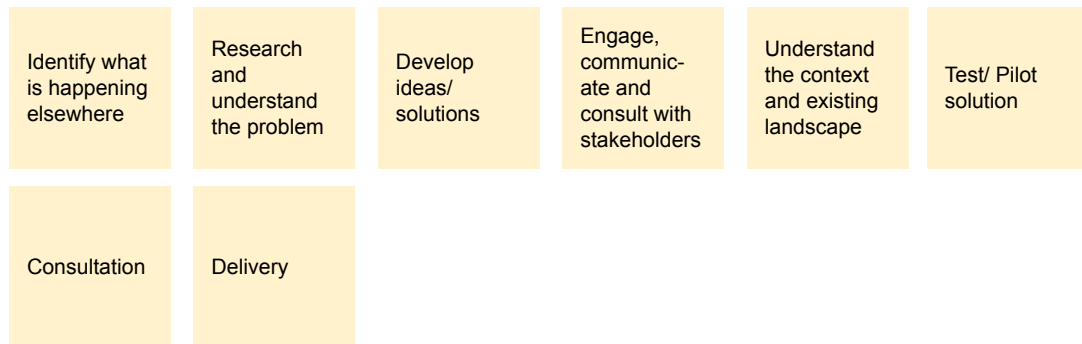 Identify what
is happening
elsewhere
Research
and
understand
the problem
Develop
ideas/
solutions
Engage,
communic-
ate and
consult with
stakeholders
Understand
the context
and existing
landscape
Test/ Pilot
solution
Consultation
Delivery